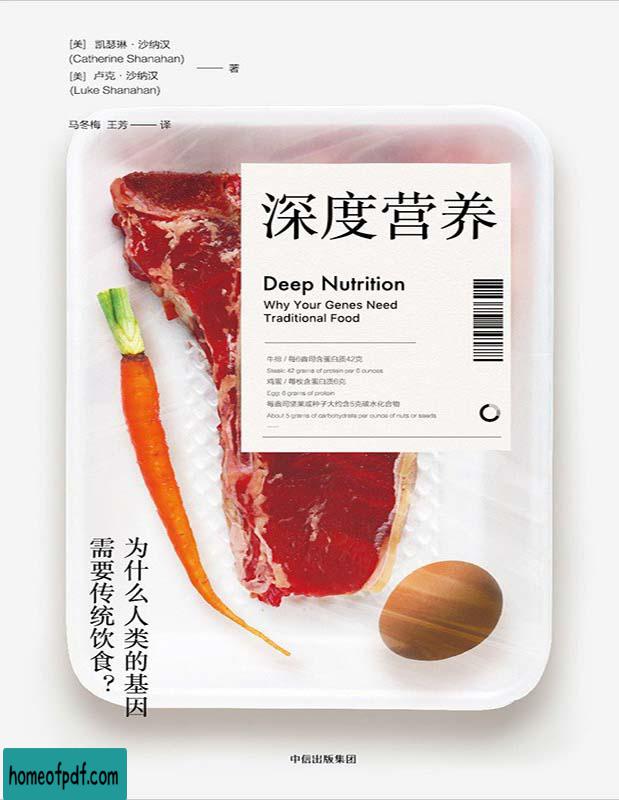 [美] 凯瑟琳·沙纳汉
(Catherine Shanahan)
[美] 卢克·沙纳汉
(Luke Shanahan)
——著
马冬梅 王芳——译
深度营养
Deep Nutrition
Why Your Genes Need
Traditional Food
牛排 / 每6盎司含蛋白质42克
Steak: 42 grams of protein per 6 ounces
鸡蛋 / 每枚含蛋白质6克
Egg: 6 grams of protein
每盎司坚果或种子大约含5克碳水化合物
About 5 grams of carbohydrate per ounce of nuts or seeds
为什么人类的基因
需要传统饮食？
中信出版集团
homeofpdf.com